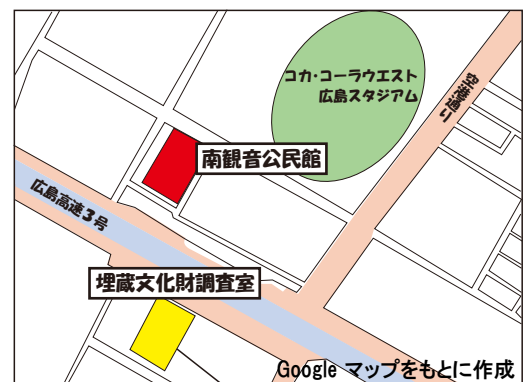 コカ・コーラウエスト
広島スタジアム
空港通り
南観音公民館
広島高速3号
埋蔵文化財調査室
Google マップをもとに作成